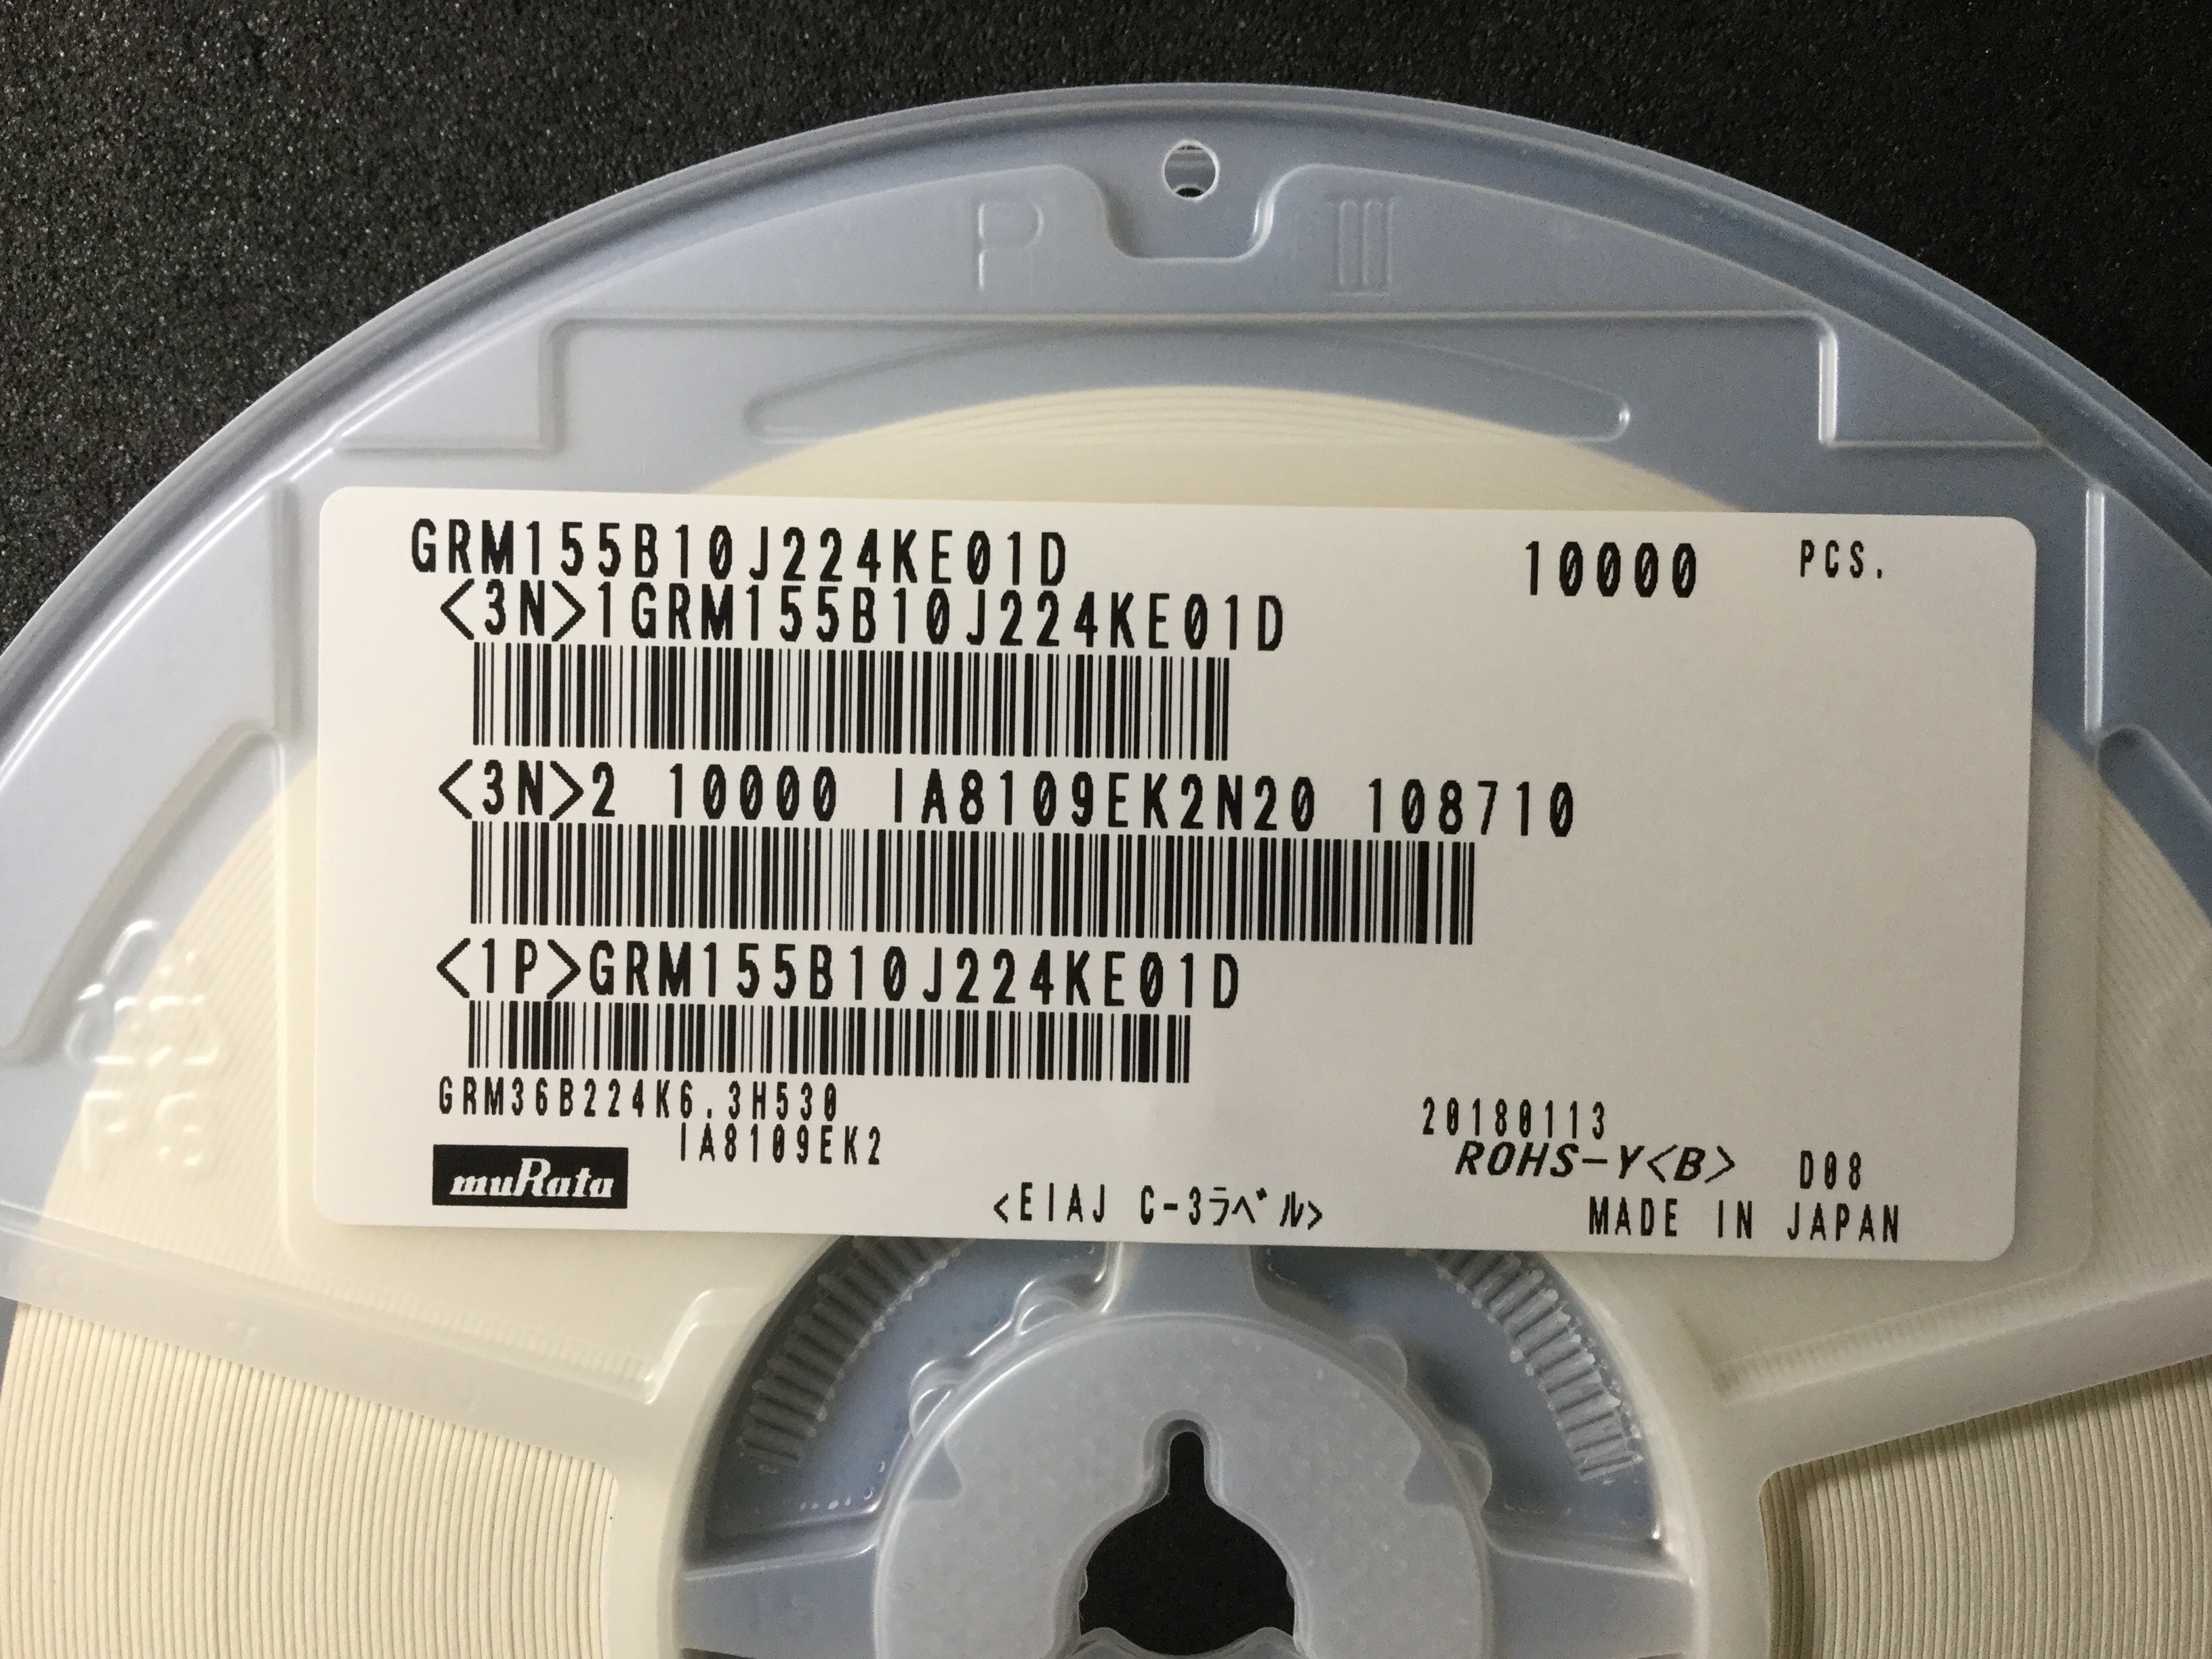 P III
GRM155B10J224KE01D 10000 PCS.
<3N>1GRM155B10J224KE01D
<3N>2 10000 IA8109EK2N20 108710
<1P>GRM155B10J224KE01D
GRM36B224K6.3H530 20180113
IA8109EK2 ROHS-Y<B> D08
muRata <EIAJ C-3ラベル> MADE IN JAPAN